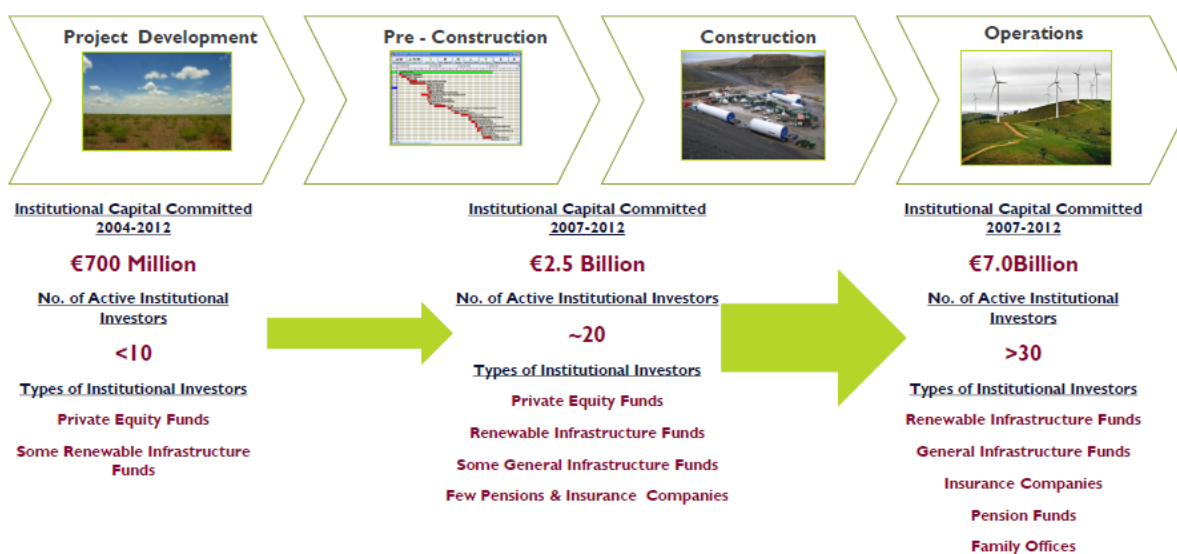 Project Development
Pre - Construction
Construction
Operations
Institutional Capital Committed
2004-2012
€700 Million
No. of Active Institutional
Investors
<10
Types of Institutional Investors
Private Equity Funds
Some Renewable Infrastructure
Funds
Institutional Capital Committed
2007-2012
€2.5 Billion
No. of Active Institutional Investors
~20
Types of Institutional Investors
Private Equity Funds
Renewable Infrastructure Funds
Some General Infrastructure Funds
Few Pensions & Insurance Companies
Institutional Capital Committed
2007-2012
€7.0Billion
No. of Active Institutional
Investors
>30
Types of Institutional Investors
Renewable Infrastructure Funds
General Infrastructure Funds
Insurance Companies
Pension Funds
Family Offices